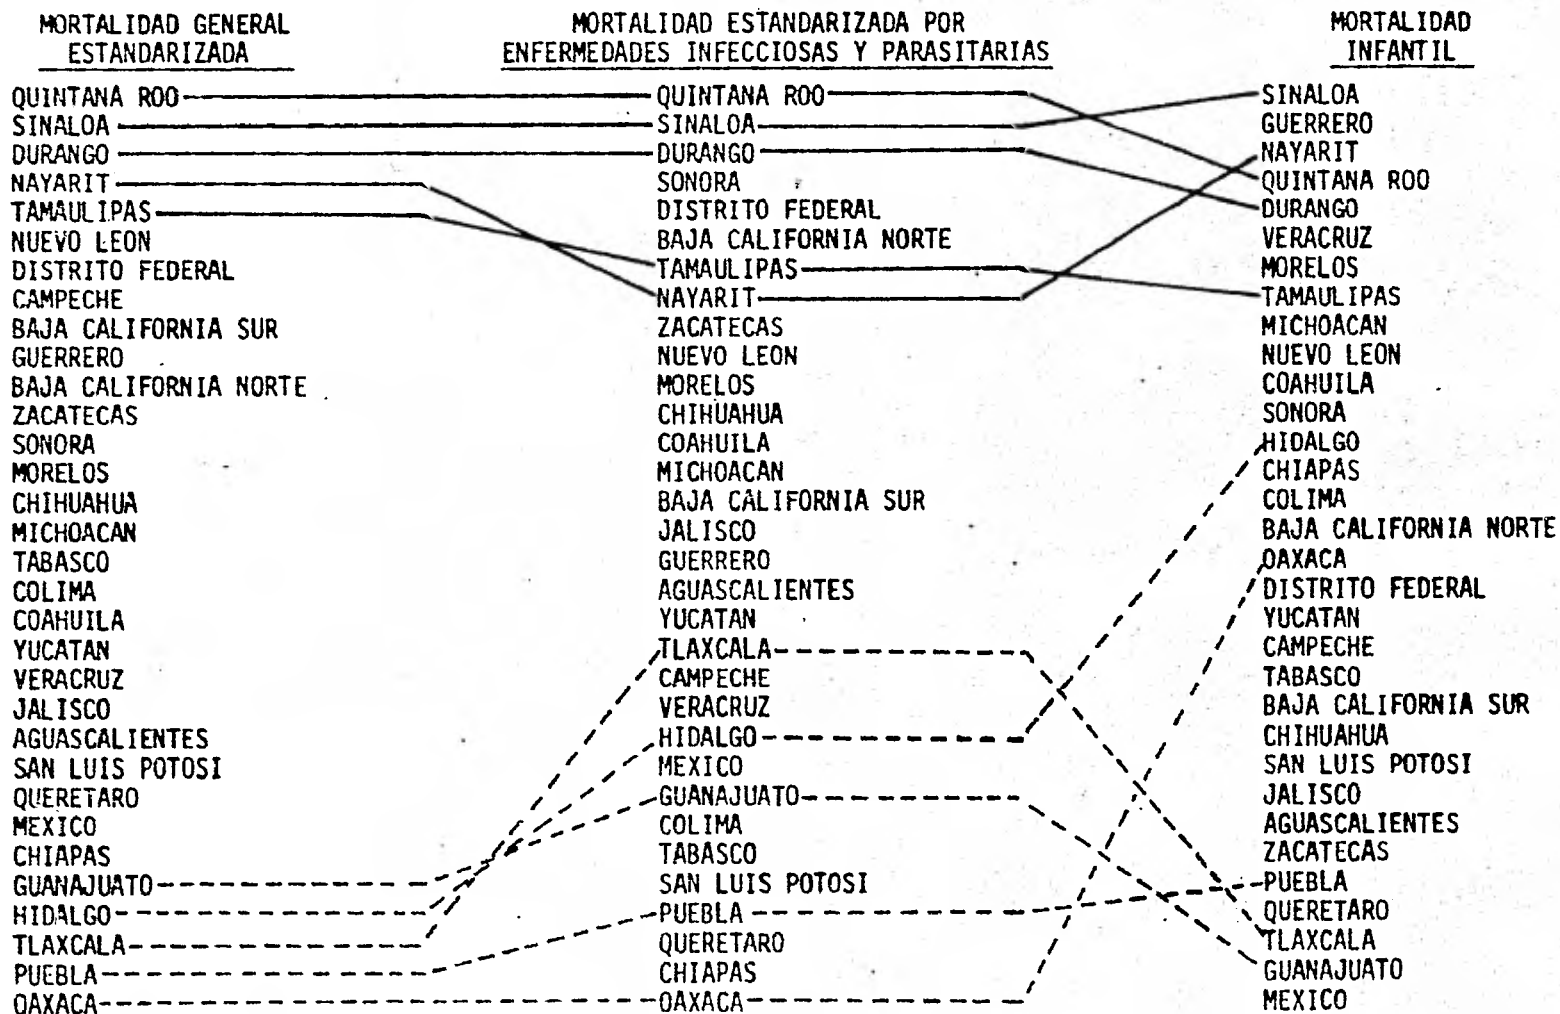 MORTALIDAD GENERAL
ESTANDARIZADA
MORTALIDAD ESTANDARIZADA POR
ENFERMEDADES INFECCIOSAS Y PARASITARIAS
MORTALIDAD
INFANTIL
QUINTANA ROO
SINALOA
DURANGO
NAYARIT
TAMAULIPAS
NUEVO LEON
DISTRITO FEDERAL
CAMPECHE
BAJA CALIFORNIA SUR
GUERRERO
BAJA CALIFORNIA NORTE
ZACATECAS
SONORA
MORELOS
CHIHUAHUA
MICHOACAN
TABASCO
COLIMA
COAHUILA
YUCATAN
VERACRUZ
JALISCO
AGUASCALIENTES
SAN LUIS POTOSI
QUERETARO
MEXICO
CHIAPAS
GUANAJUATO
HIDALGO
TLAXCALA
PUEBLA
OAXACA
QUINTANA ROO
SINALOA
DURANGO
SONORA
DISTRITO FEDERAL
BAJA CALIFORNIA NORTE
TAMAULIPAS
NAYARIT
ZACATECAS
NUEVO LEON
MORELOS
CHIHUAHUA
COAHUILA
MICHOACAN
BAJA CALIFORNIA SUR
JALISCO
GUERRERO
AGUASCALIENTES
YUCATAN
TLAXCALA
CAMPECHE
VERACRUZ
HIDALGO
MEXICO
GUANAJUATO
COLIMA
TABASCO
SAN LUIS POTOSI
PUEBLA
QUERETARO
CHIAPAS
OAXACA
SINALOA
GUERRERO
NAYARIT
QUINTANA ROO
DURANGO
VERACRUZ
MORELOS
TAMAULIPAS
MICHOACAN
NUEVO LEON
COAHUILA
SONORA
HIDALGO
CHIAPAS
COLIMA
BAJA CALIFORNIA NORTE
OAXACA
DISTRITO FEDERAL
YUCATAN
CAMPECHE
TABASCO
BAJA CALIFORNIA SUR
CHIHUAHUA
SAN LUIS POTOSI
JALISCO
AGUASCALIENTES
ZACATECAS
PUEBLA
QUERETARO
TLAXCALA
GUANAJUATO
MEXICO